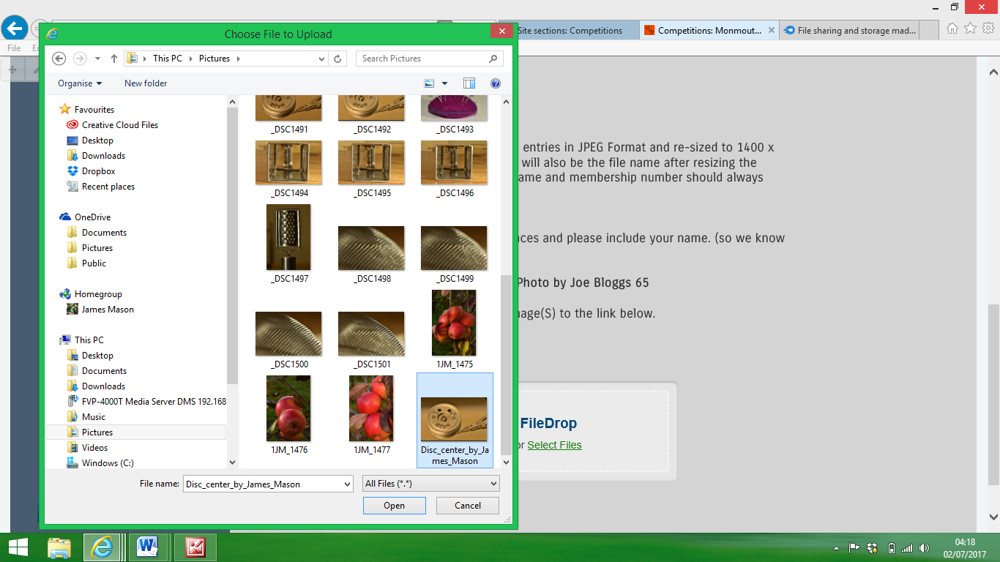 Choose File to Upload
Site sections: Competitions
Competitions: Monmout...
File sharing and storage mad...
File
This PC
Pictures
Search Pictures
Organise
New folder
Favourites
Creative Cloud Files
Desktop
Downloads
Dropbox
Recent places
OneDrive
Documents
Pictures
Public
Homegroup
James Mason
This PC
Desktop
Documents
Downloads
FVP-4000T Media Server DMS 192.168
Music
Pictures
Videos
Windows (C:)
_DSC1491
_DSC1492
_DSC1493
_DSC1494
_DSC1495
_DSC1496
_DSC1497
_DSC1498
_DSC1499
_DSC1500
_DSC1501
1JM_1475
1JM_1476
1JM_1477
Disc_center_by_Ja
mes_Mason
File name:
Disc_center_by_James_Mason
All Files (*.*)
Open
Cancel
entries in JPEG Format and re-sized to 1400 x
will also be the file name after resizing the
ame and membership number should always
nces and please include your name. (so we know
Photo by Joe Bloggs 65
nage(S) to the link below.
FileDrop
or Select Files
04:18
02/07/2017